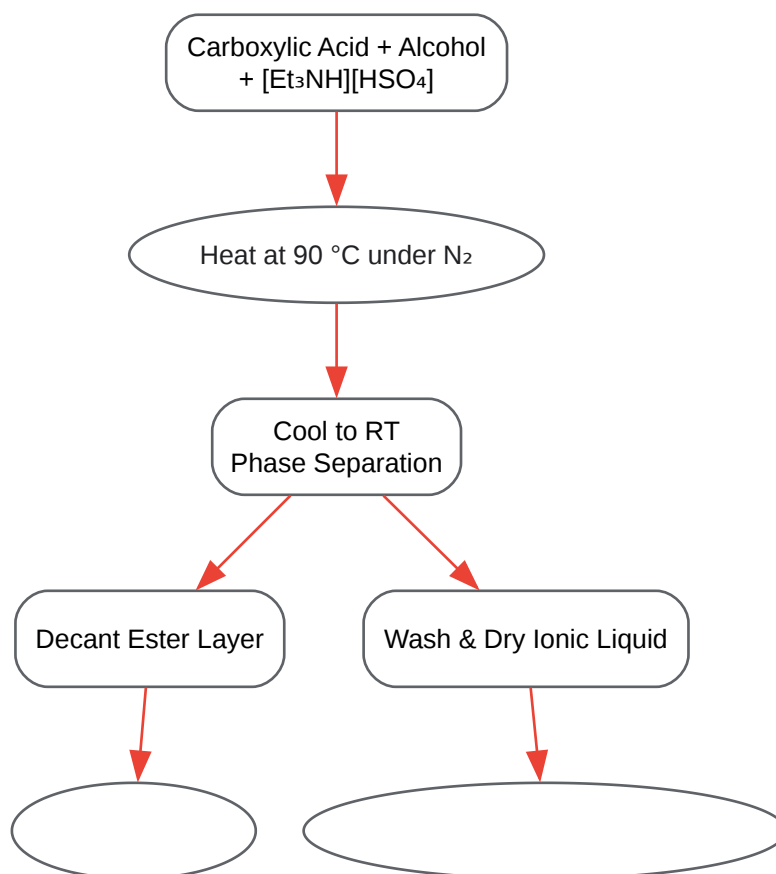 Carboxylic Acid + Alcohol
+ [Et₃NH][HSO₄]
Heat at 90 °C under N₂
Cool to RT
Phase Separation
Decant Ester Layer
Wash & Dry Ionic Liquid